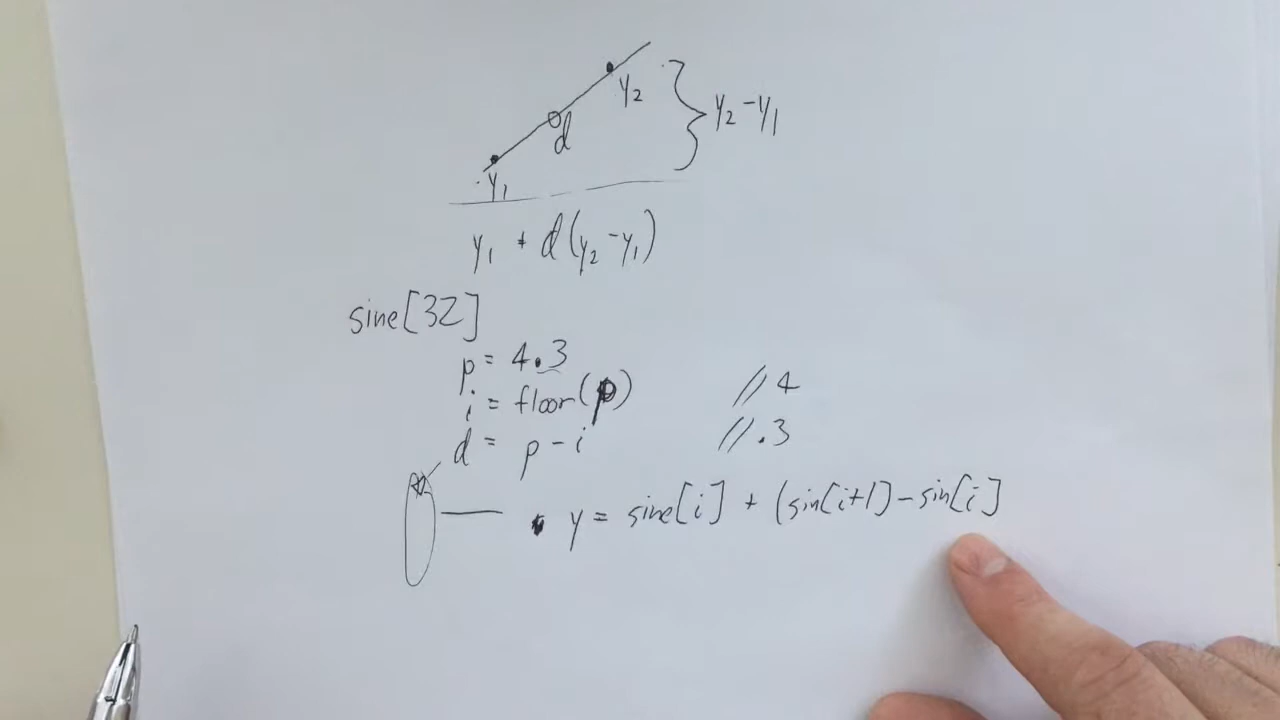 y₂
y₂ - y₁
d
y₁
y₁ + d(y₂ - y₁)
sine[32]
p = 4.3
i = floor(p) //4
d = p - i //.3
y = sine[i] + (sin[i+1] - sin[i]